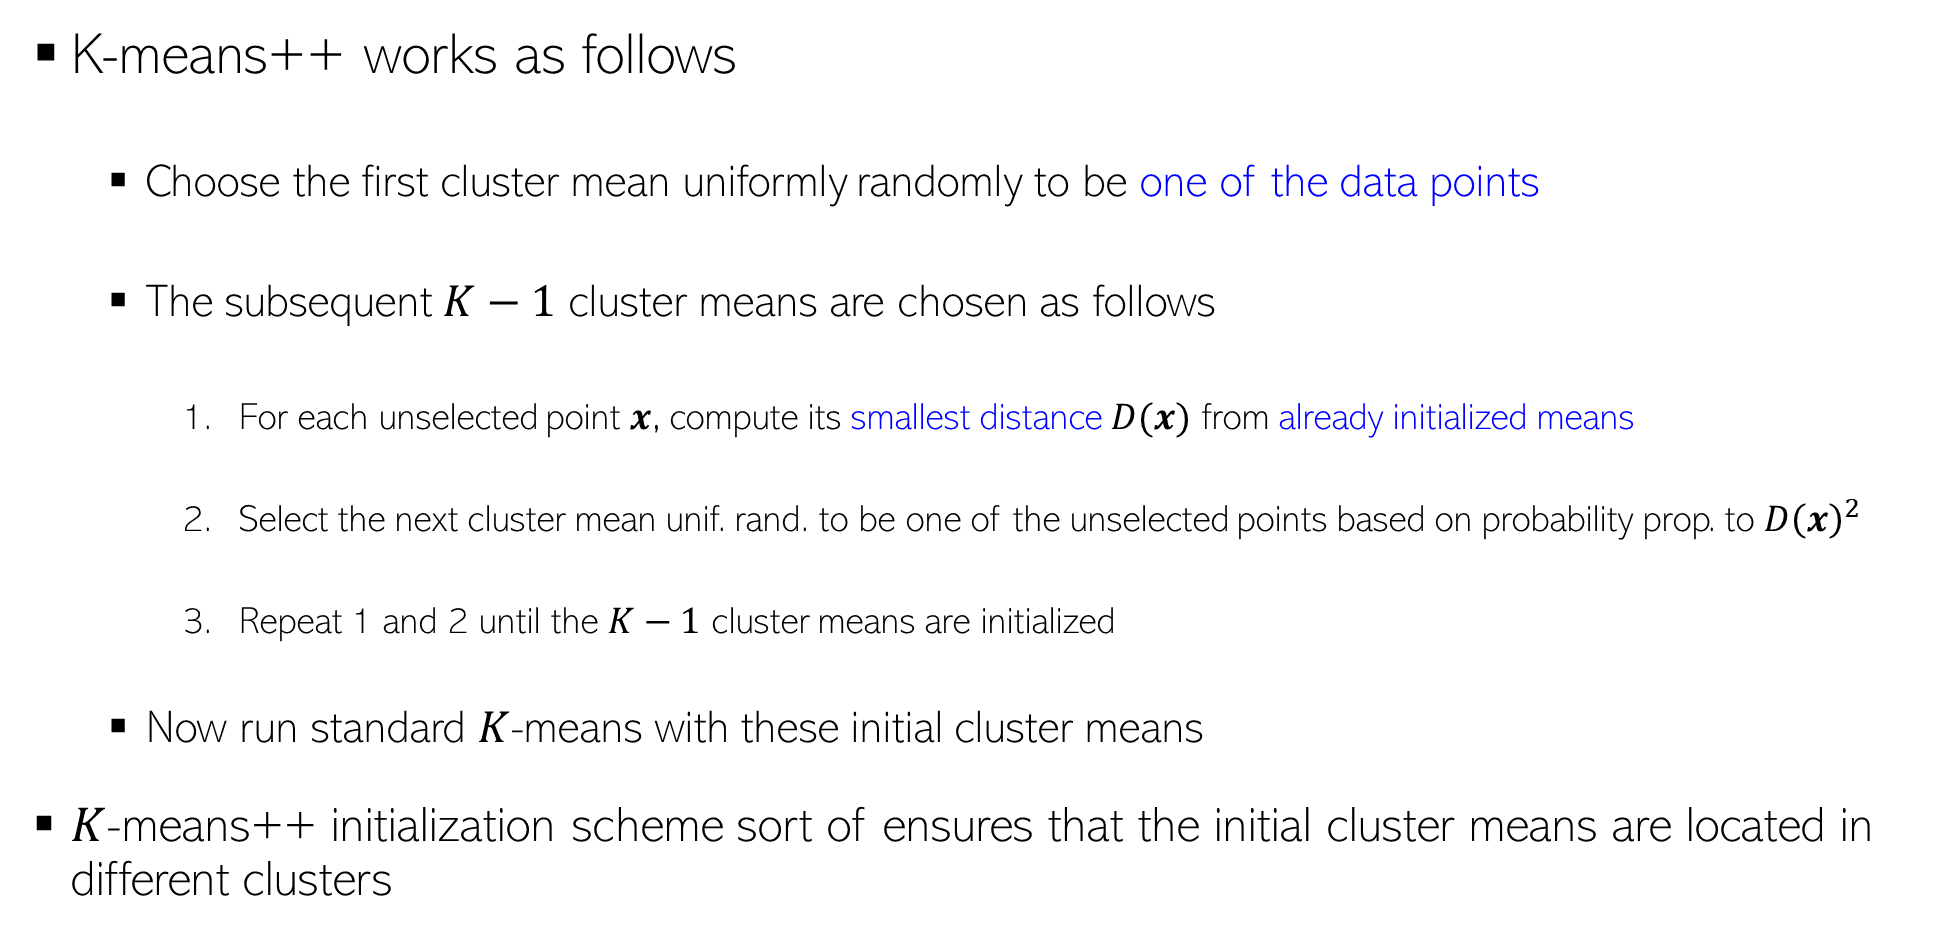 ▪ K-means++ works as follows
▪ Choose the first cluster mean uniformly randomly to be one of the data points
▪ The subsequent K − 1 cluster means are chosen as follows
1. For each unselected point x, compute its smallest distance D(x) from already initialized means
2. Select the next cluster mean unif. rand. to be one of the unselected points based on probability prop. to D(x)²
3. Repeat 1 and 2 until the K − 1 cluster means are initialized
▪ Now run standard K-means with these initial cluster means
▪ K-means++ initialization scheme sort of ensures that the initial cluster means are located in
different clusters